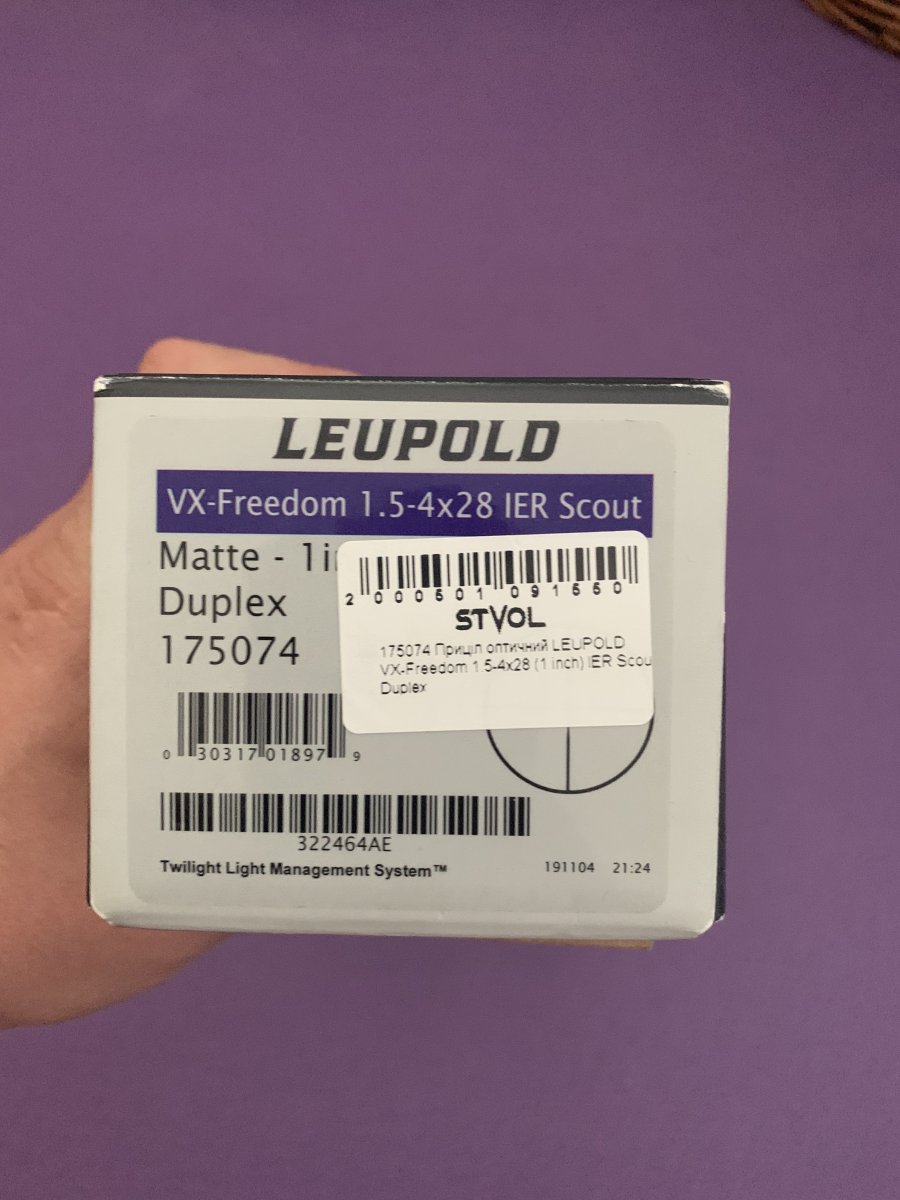 LEUPOLD
VX-Freedom 1.5-4x28 IER Scout
Matte - 1i
Duplex
175074
2 000501 091550
STVOL
175074 Приціл оптичний LEUPOLD
VX-Freedom 1.5-4x28 (1 inch) IER Scou
Duplex
0 30317 01897 9
322464AE
Twilight Light Management System™
191104 21:24